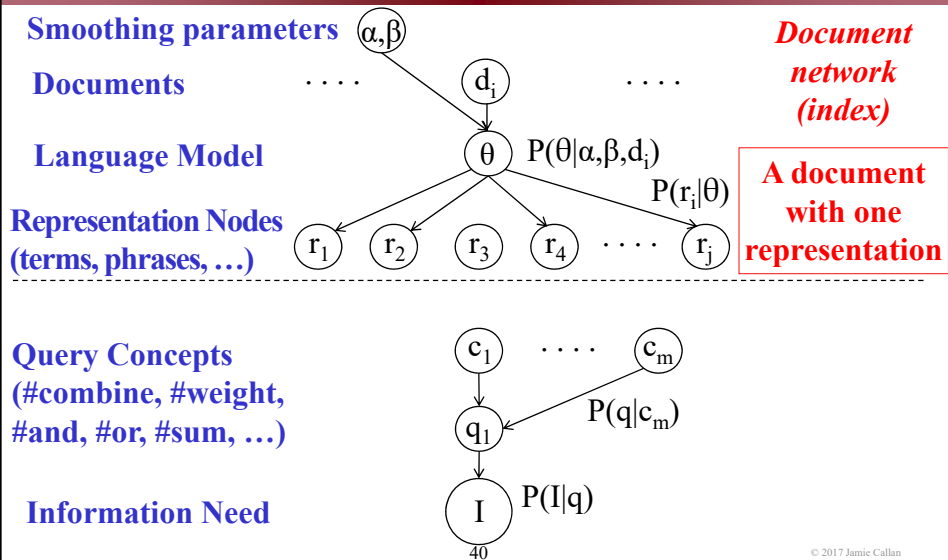 Smoothing parameters
α,β
Document
network
(index)
Documents
. . . .
dᵢ
. . . .
Language Model
θ
P(θ|α,β,dᵢ)
P(rᵢ|θ)
A document
with one
representation
Representation Nodes
(terms, phrases, …)
r₁ r₂ r₃ r₄ . . . . rⱼ
Query Concepts
(#combine, #weight,
#and, #or, #sum, …)
c₁ . . . . cₘ
P(q|cₘ)
q₁
P(I|q)
Information Need
I
40
© 2017 Jamie Callan